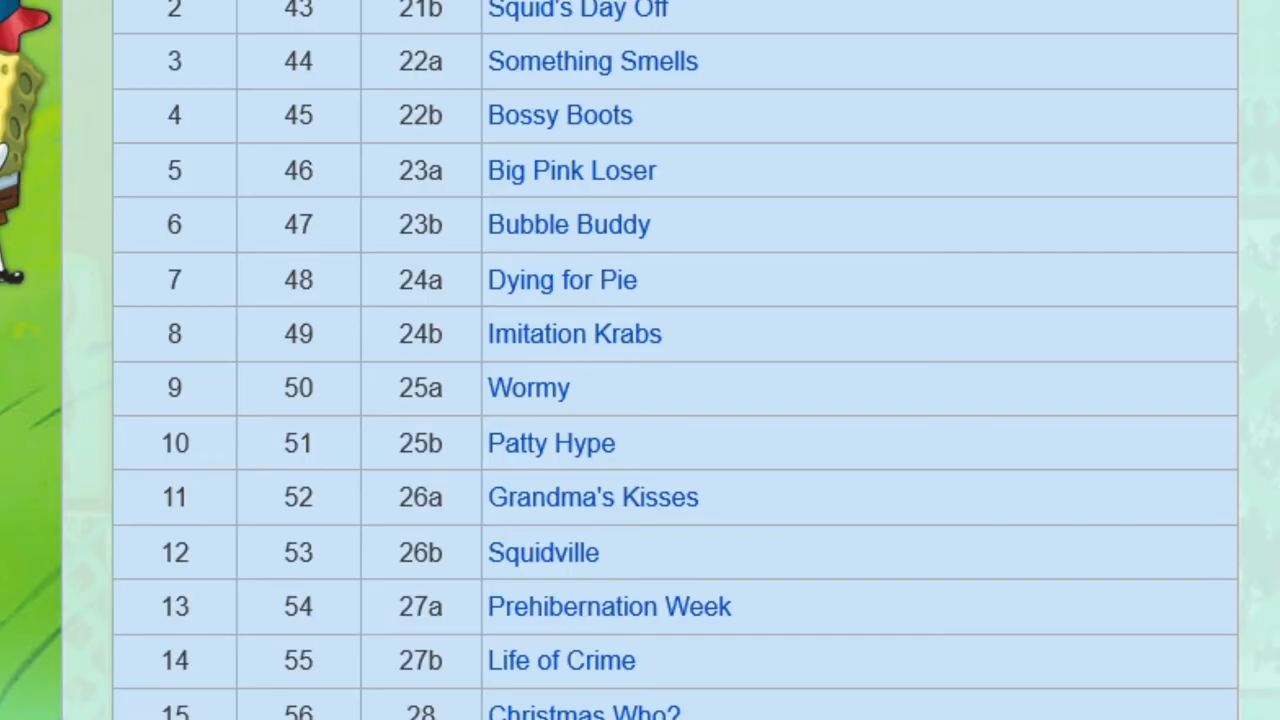 2 43 21b Squid's Day Off
3 44 22a Something Smells
4 45 22b Bossy Boots
5 46 23a Big Pink Loser
6 47 23b Bubble Buddy
7 48 24a Dying for Pie
8 49 24b Imitation Krabs
9 50 25a Wormy
10 51 25b Patty Hype
11 52 26a Grandma's Kisses
12 53 26b Squidville
13 54 27a Prehibernation Week
14 55 27b Life of Crime
15 56 28 Christmas Who?